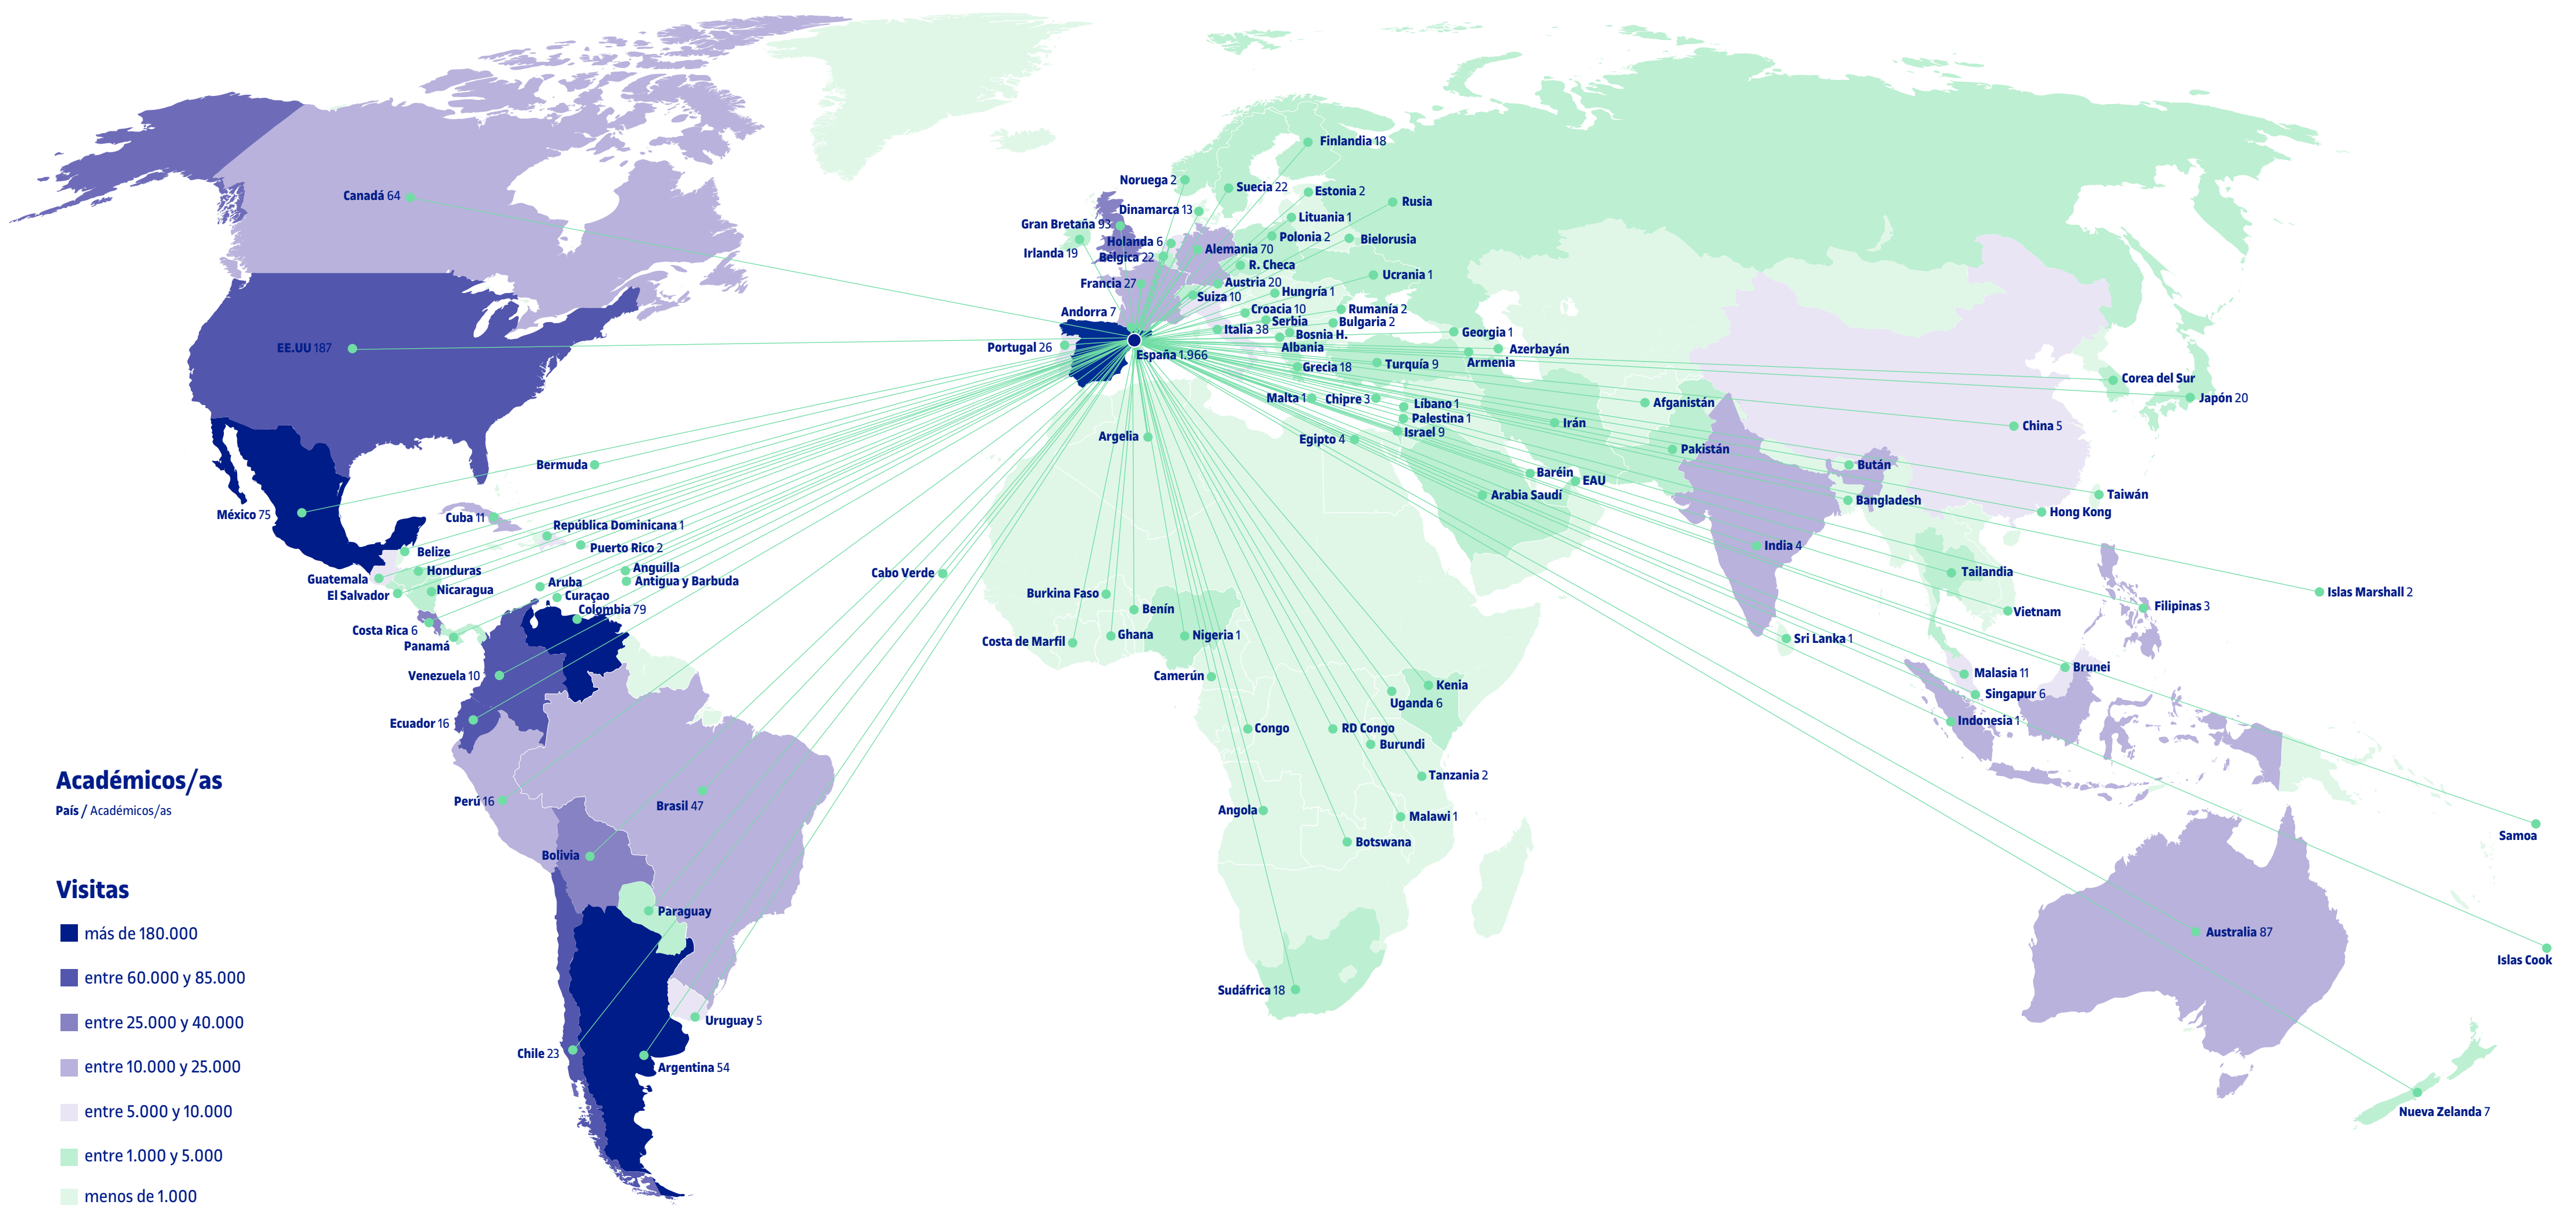 Finlandia 18
Noruega 2
Suecia 22
Estonia 2
Canadá 64
Rusia
Dinamarca 13
Lituania 1
Gran Bretaña 93
Polonia 2
Bielorusia
Holanda 6
Alemania 70
Irlanda 19
Bélgica 22
R. Checa
Ucrania 1
Francia 27
Austria 20
Hungría 1
Suiza 10
Andorra 7
Croacia 10
Rumanía 2
Serbia
Bulgaria 2
Italia 38
Georgia 1
Bosnia H.
EE.UU 187
Portugal 26
Albania
Azerbayán
España 1.966
Armenia
Turquía 9
Grecia 18
Corea del Sur
Malta 1
Chipre 3
Japón 20
Líbano 1
Afganistán
Palestina 1
Irán
China 5
Israel 9
Argelia
Egipto 4
Pakistán
Bermuda
Bután
Baréin
EAU
Arabia Saudí
Taiwán
Bangladesh
Hong Kong
México 75
Cuba 11
República Dominicana 1
Puerto Rico 2
India 4
Belize
Anguilla
Honduras
Cabo Verde
Tailandia
Guatemala
Antigua y Barbuda
Aruba
Nicaragua
Islas Marshall 2
El Salvador
Curaçao
Burkina Faso
Filipinas 3
Colombia 79
Benín
Vietnam
Costa Rica 6
Ghana
Nigeria 1
Costa de Marfil
Sri Lanka 1
Panamá
Brunei
Venezuela 10
Camerún
Malasia 11
Kenia
Singapur 6
Uganda 6
Ecuador 16
Indonesia 1
Congo
RD Congo
Burundi
Tanzania 2
Perú 16
Brasil 47
Angola
Malawi 1
Samoa
Botswana
Bolivia
Paraguay
Australia 87
Islas Cook
Sudáfrica 18
Uruguay 5
Chile 23
Argentina 54
Nueva Zelanda 7
Académicos/as
País / Académicos/as
Visitas
más de 180.000
entre 60.000 y 85.000
entre 25.000 y 40.000
entre 10.000 y 25.000
entre 5.000 y 10.000
entre 1.000 y 5.000
menos de 1.000